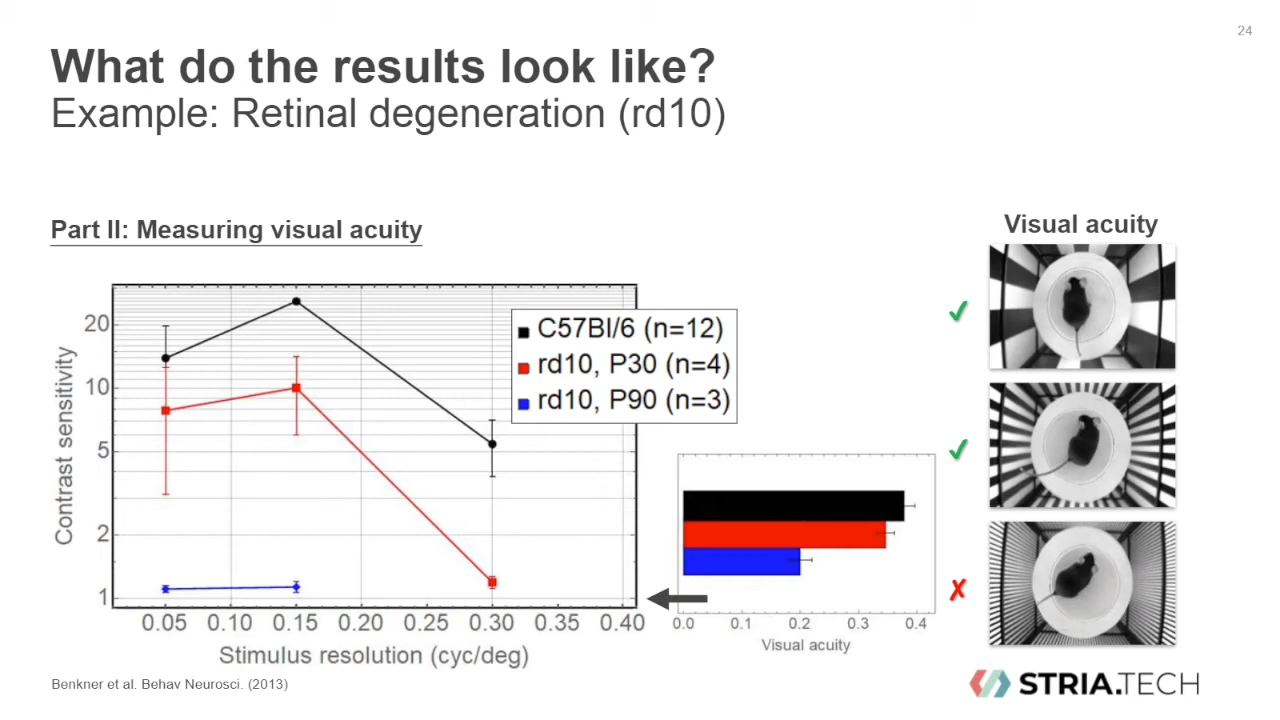 24
What do the results look like?
Example: Retinal degeneration (rd10)
Part II: Measuring visual acuity
Visual acuity
Contrast sensitivity
20
10
5
2
1
0.05 0.10 0.15 0.20 0.25 0.30 0.35 0.40
Stimulus resolution (cyc/deg)
C57Bl/6 (n=12)
rd10, P30 (n=4)
rd10, P90 (n=3)
0.0 0.1 0.2 0.3 0.4
Visual acuity
Benkner et al. Behav Neurosci. (2013)
STRIA.TECH